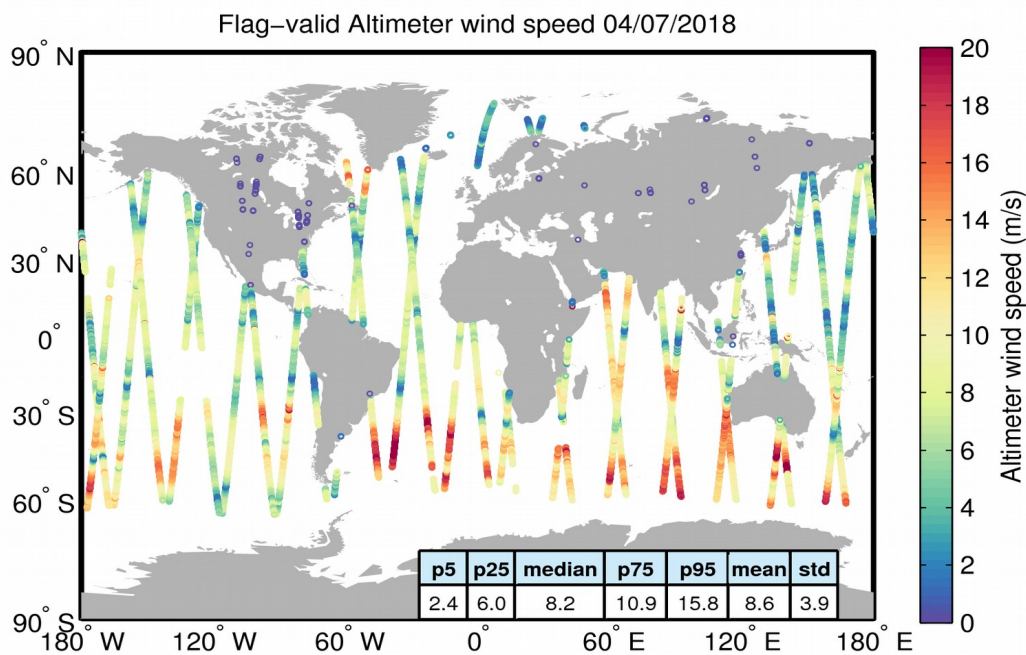 Flag−valid Altimeter wind speed 04/07/2018
90° N
60° N
30° N
0°
30° S
60° S
90° S
180° W
120° W
60° W
0°
60° E
120° E
180° E
p5 p25 median p75 p95 mean std
2.4 6.0 8.2 10.9 15.8 8.6 3.9
20
18
16
14
12
10
8
6
4
2
0
Altimeter wind speed (m/s)